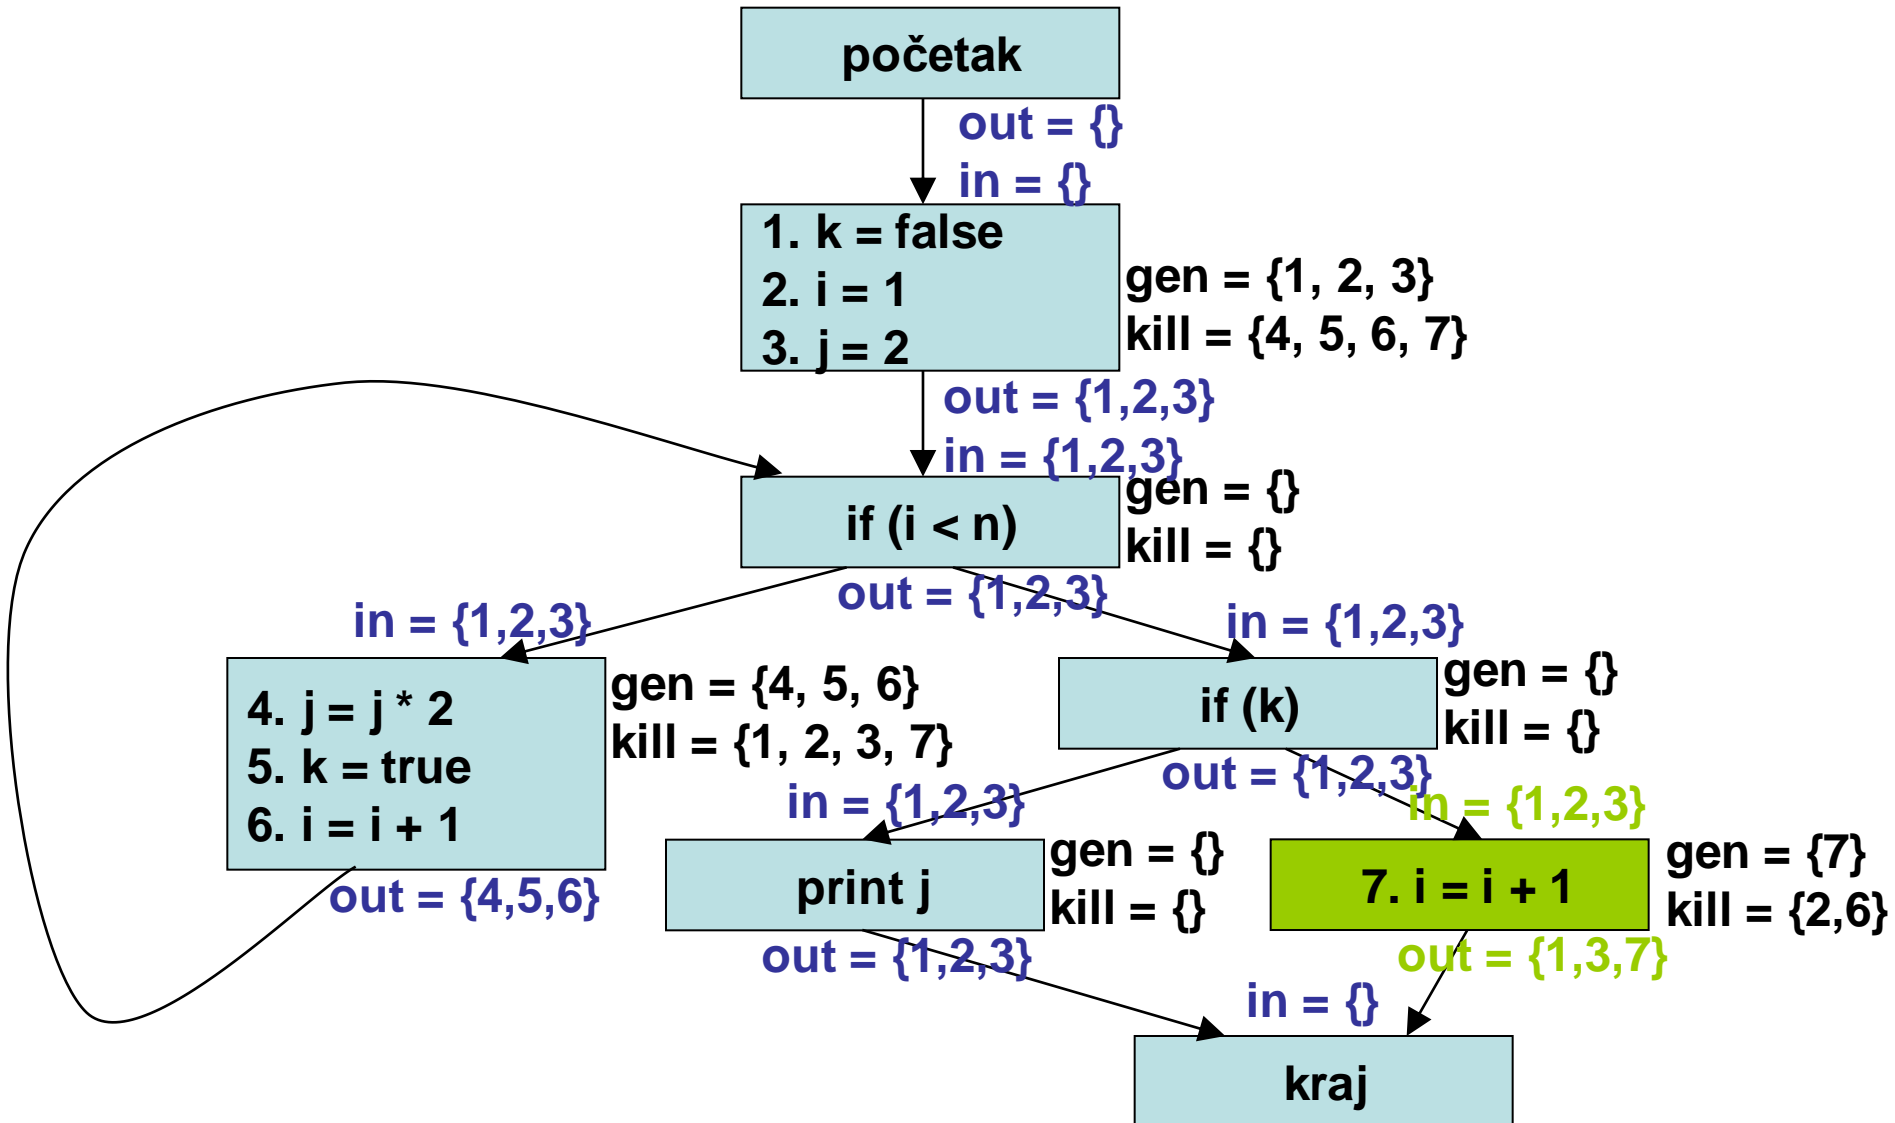 početak
out = {}
in = {}
1. k = false
2. i = 1
3. j = 2
gen = {1, 2, 3}
kill = {4, 5, 6, 7}
out = {1,2,3}
in = {1,2,3}
if (i < n)
gen = {}
kill = {}
out = {1,2,3}
in = {1,2,3}
4. j = j * 2
5. k = true
6. i = i + 1
gen = {4, 5, 6}
kill = {1, 2, 3, 7}
out = {4,5,6}
in = {1,2,3}
if (k)
gen = {}
kill = {}
out = {1,2,3}
in = {1,2,3}
print j
gen = {}
kill = {}
out = {1,2,3}
in = {1,2,3}
7. i = i + 1
gen = {7}
kill = {2,6}
out = {1,3,7}
in = {}
kraj